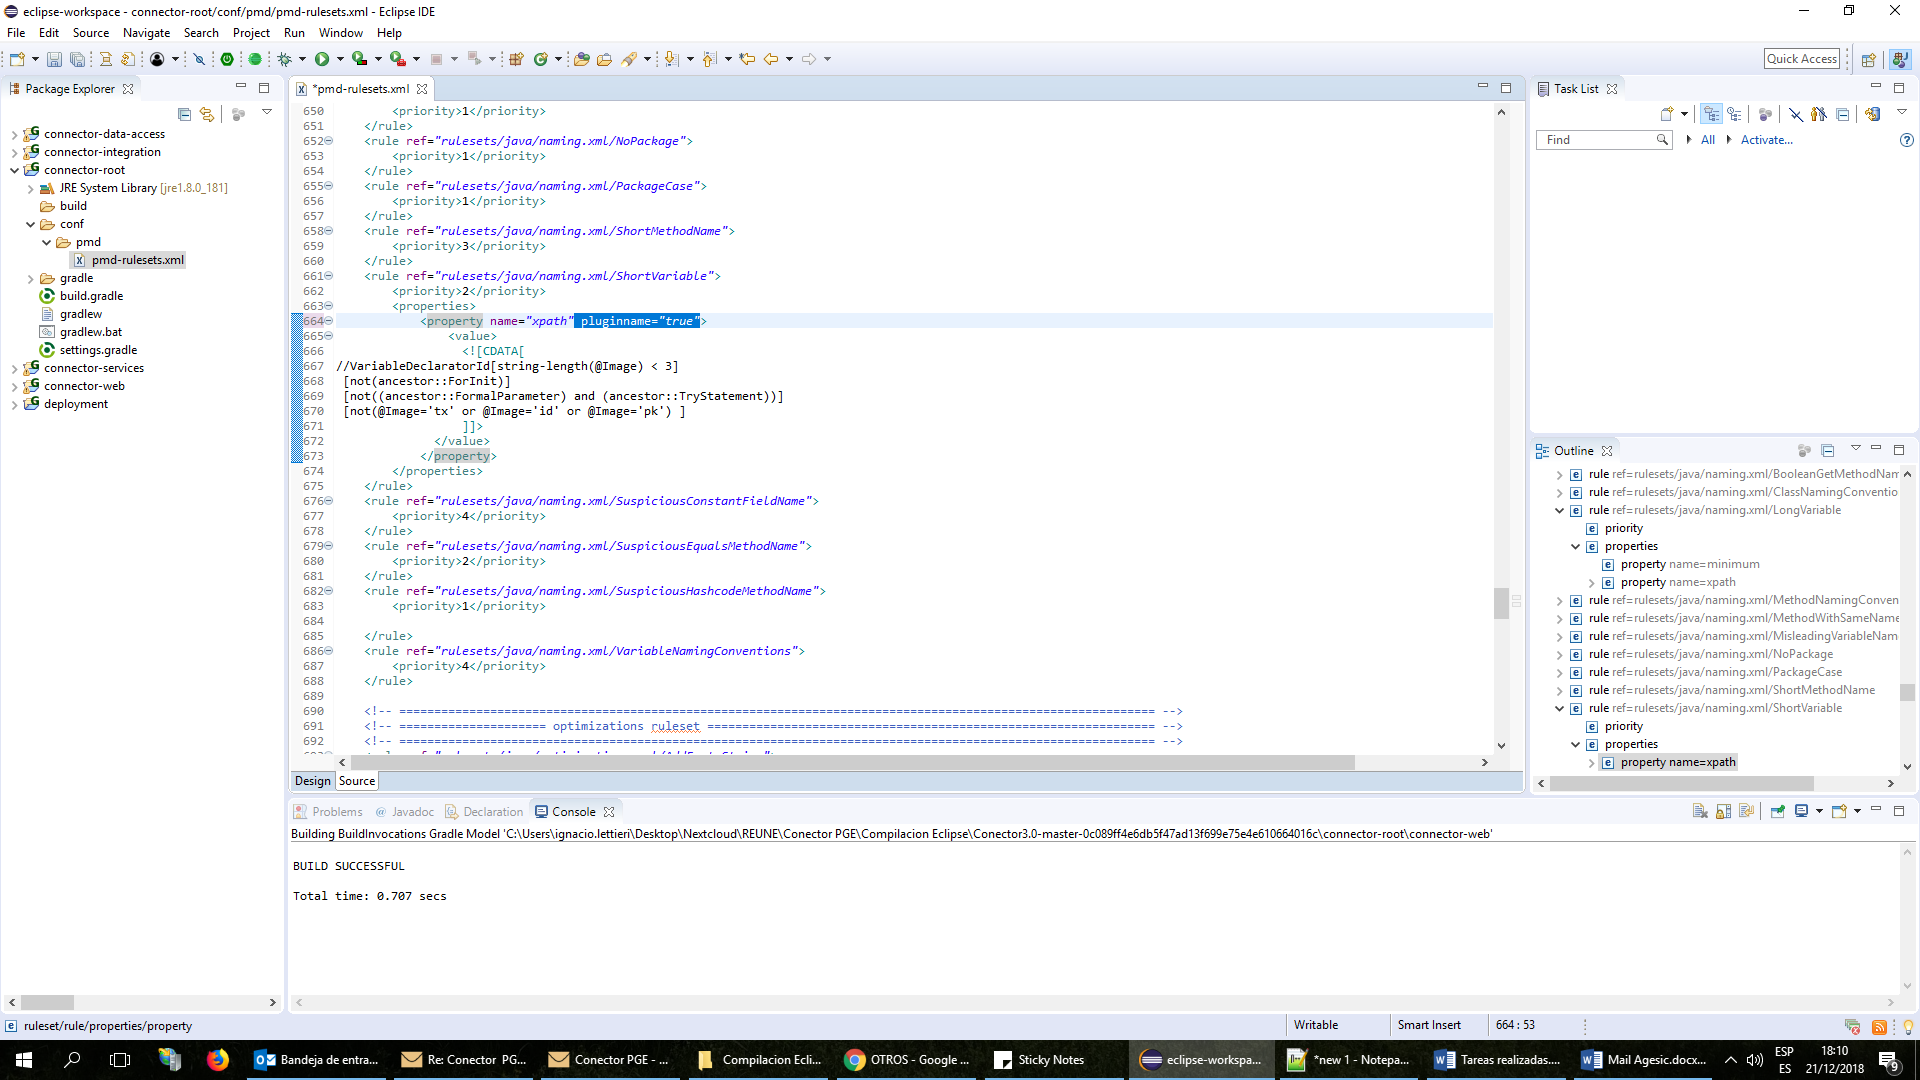 eclipse-workspace - connector-root/conf/pmd/pmd-rulesets.xml - Eclipse IDE
File Edit Source Navigate Search Project Run Window Help
Quick Access
Package Explorer
connector-data-access
connector-integration
connector-root
JRE System Library [jre1.8.0_181]
build
conf
pmd
pmd-rulesets.xml
gradle
build.gradle
gradlew
gradlew.bat
settings.gradle
connector-services
connector-web
deployment
*pmd-rulesets.xml
650 <priority>1</priority>
651 </rule>
652 <rule ref="rulesets/java/naming.xml/NoPackage">
653 <priority>1</priority>
654 </rule>
655 <rule ref="rulesets/java/naming.xml/PackageCase">
656 <priority>1</priority>
657 </rule>
658 <rule ref="rulesets/java/naming.xml/ShortMethodName">
659 <priority>3</priority>
660 </rule>
661 <rule ref="rulesets/java/naming.xml/ShortVariable">
662 <priority>2</priority>
663 <properties>
664 <property name="xpath" pluginname="true">
665 <value>
666 <![CDATA[
667 //VariableDeclaratorId[string-length(@Image) < 3]
668 [not(ancestor::ForInit)]
669 [not((ancestor::FormalParameter) and (ancestor::TryStatement))]
670 [not(@Image='tx' or @Image='id' or @Image='pk') ]
671 ]]>
672 </value>
673 </property>
674 </properties>
675 </rule>
676 <rule ref="rulesets/java/naming.xml/SuspiciousConstantFieldName">
677 <priority>4</priority>
678 </rule>
679 <rule ref="rulesets/java/naming.xml/SuspiciousEqualsMethodName">
680 <priority>2</priority>
681 </rule>
682 <rule ref="rulesets/java/naming.xml/SuspiciousHashcodeMethodName">
683 <priority>1</priority>
684
685 </rule>
686 <rule ref="rulesets/java/naming.xml/VariableNamingConventions">
687 <priority>4</priority>
688 </rule>
689
690 <!-- ============================================================================================================ -->
691 <!-- ===================== optimizations ruleset ================================================================ -->
692 <!-- ============================================================================================================ -->
Design Source
Task List
Find All Activate...
Outline
rule ref=rulesets/java/naming.xml/BooleanGetMethodNam
rule ref=rulesets/java/naming.xml/ClassNamingConventio
rule ref=rulesets/java/naming.xml/LongVariable
priority
properties
property name=minimum
property name=xpath
rule ref=rulesets/java/naming.xml/MethodNamingConven
rule ref=rulesets/java/naming.xml/MethodWithSameName
rule ref=rulesets/java/naming.xml/MisleadingVariableNam
rule ref=rulesets/java/naming.xml/NoPackage
rule ref=rulesets/java/naming.xml/PackageCase
rule ref=rulesets/java/naming.xml/ShortMethodName
rule ref=rulesets/java/naming.xml/ShortVariable
priority
properties
property name=xpath
Problems @ Javadoc Declaration Console
Building BuildInvocations Gradle Model 'C:\Users\ignacio.lettieri\Desktop\Nextcloud\REUNE\Conector PGE\Compilacion Eclipse\Conector3.0-master-0c089ff4e6db5f47ad13f699e75e4e610664016c\connector-root\connector-web'
BUILD SUCCESSFUL
Total time: 0.707 secs
ruleset/rule/properties/property
Writable Smart Insert 664 : 53
Bandeja de entra... Re: Conector PG... Conector PGE - ... Compilacion Ecli... OTROS - Google ... Sticky Notes eclipse-workspa... *new 1 - Notepa... Tareas realizadas.... Mail Agesic.docx...
ESP
ES
18:10
21/12/2018
9